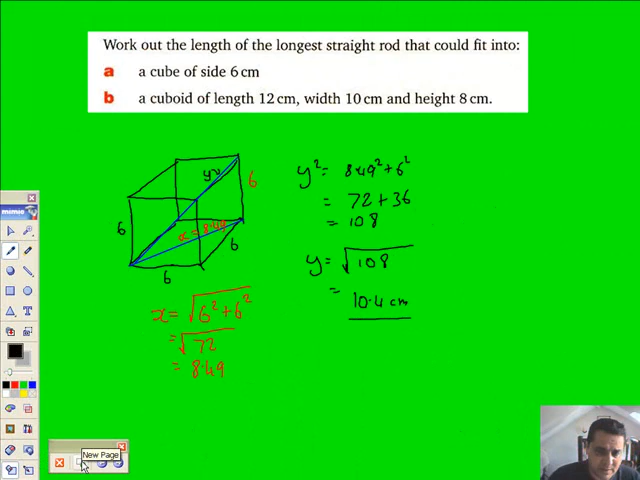 Work out the length of the longest straight rod that could fit into:
a a cube of side 6 cm
b a cuboid of length 12 cm, width 10 cm and height 8 cm.
y
6
x = 8.49
6
6
6
y² = 8.49² + 6²
= 72 + 36
= 108
y = √108
= 10.4 cm
x = √6² + 6²
= √72
= 8.49
mimio
New Page